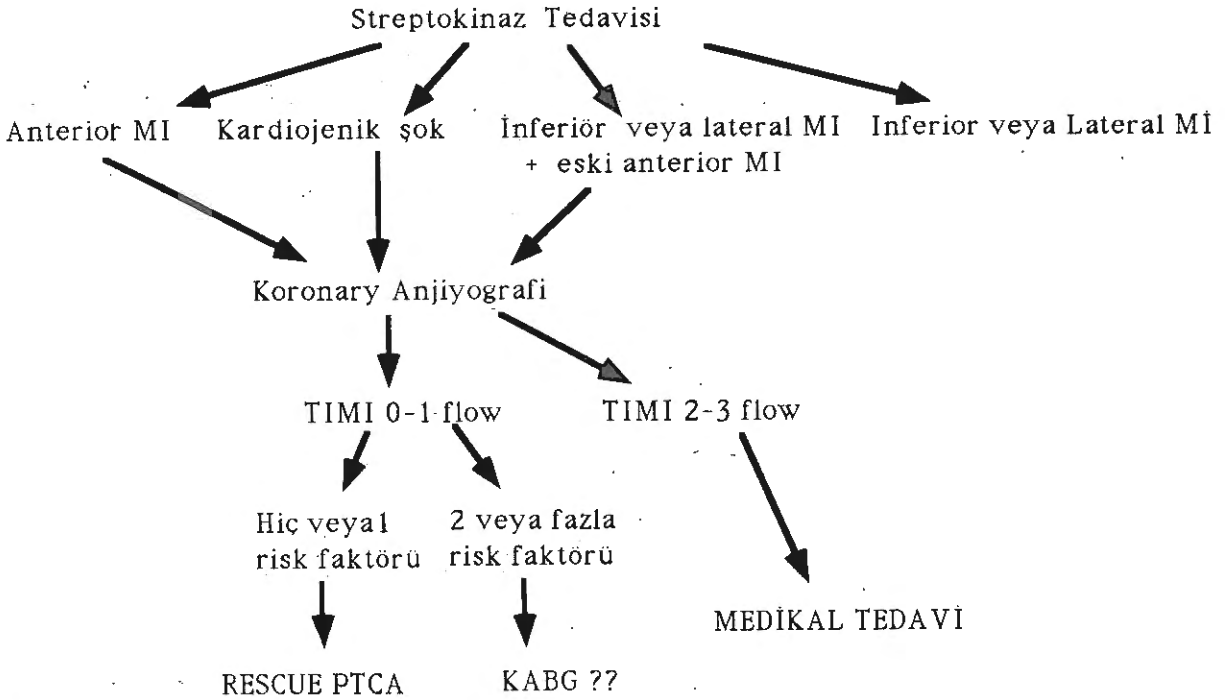 Streptokinaz Tedavisi
Anterior MI Kardiojenik şok İnferiör veya lateral MI Inferior veya Lateral Mİ
+ eski anterior MI
Koronary Anjiyografi
TIMI 0-1 flow TIMI 2-3 flow
Hiç veya1 2 veya fazla
risk faktörü risk faktörü
MEDİKAL TEDAVİ
RESCUE PTCA KABG ??